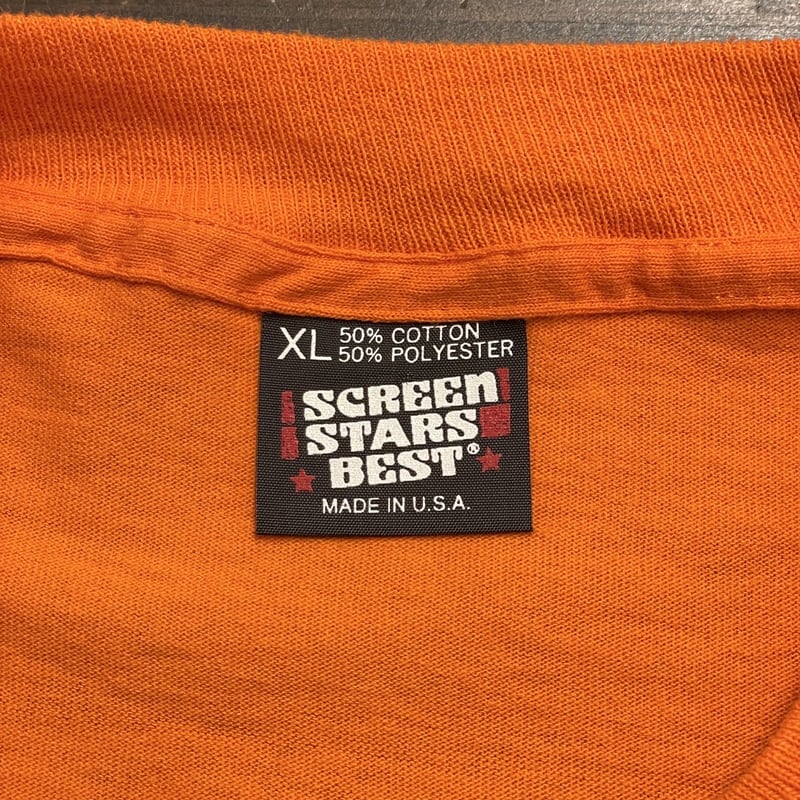 XL 50% COTTON
50% POLYESTER
SCREEN
STARS
BEST®
MADE IN U.S.A.